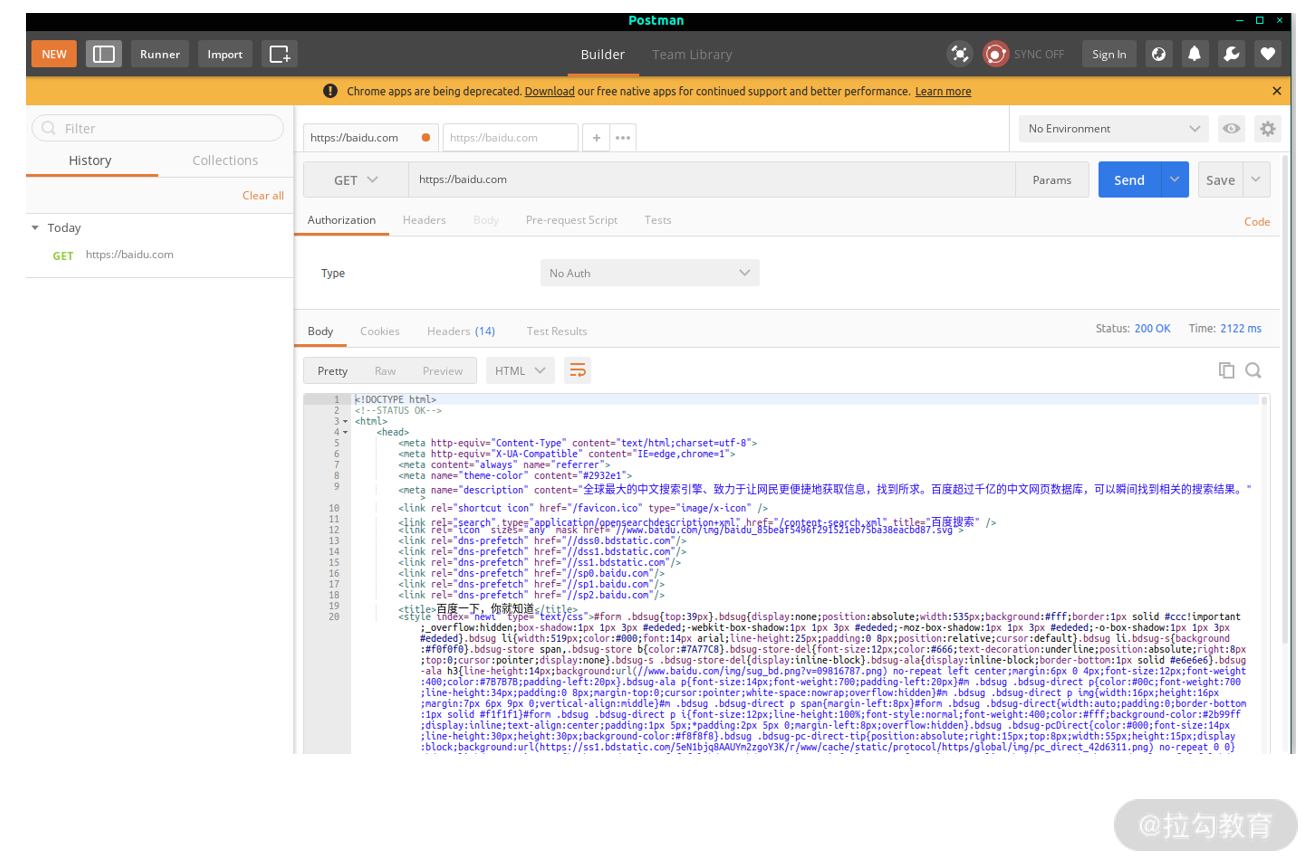 Postman
NEW Runner Import Builder Team Library SYNC OFF Sign In
Chrome apps are being deprecated. Download our free native apps for continued support and better performance. Learn more
Filter
History Collections
Clear all
Today
GET https://baidu.com
https://baidu.com https://baidu.com + ••• No Environment
GET https://baidu.com Params Send Save
Authorization Headers Body Pre-request Script Tests Code
Type No Auth
Body Cookies Headers (14) Test Results Status: 200 OK Time: 2122 ms
Pretty Raw Preview HTML
1 <!DOCTYPE html>
2 <!--STATUS OK-->
3 <html>
4 <head>
5 <meta http-equiv="Content-Type" content="text/html;charset=utf-8">
6 <meta http-equiv="X-UA-Compatible" content="IE=edge,chrome=1">
7 <meta content="always" name="referrer">
8 <meta name="theme-color" content="#2932e1">
9 <meta name="description" content="全球最大的中文搜索引擎、致力于让网民更便捷地获取信息，找到所求。百度超过千亿的中文网页数据库，可以瞬间找到相关的搜索结果。"
>
10 <link rel="shortcut icon" href="/favicon.ico" type="image/x-icon" />
11 <link rel="search" type="application/opensearchdescription+xml" href="/content-search.xml" title="百度搜索" />
12 <link rel="icon" sizes="any" mask href="//www.baidu.com/img/baidu_85beaf5496f291521eb75ba38eacbd87.svg">
13 <link rel="dns-prefetch" href="//dss0.bdstatic.com"/>
14 <link rel="dns-prefetch" href="//dss1.bdstatic.com"/>
15 <link rel="dns-prefetch" href="//ss1.bdstatic.com"/>
16 <link rel="dns-prefetch" href="//sp0.baidu.com"/>
17 <link rel="dns-prefetch" href="//sp1.baidu.com"/>
18 <link rel="dns-prefetch" href="//sp2.baidu.com"/>
19 <title>百度一下，你就知道</title>
20 <style index="newi" type="text/css">#form .bdsug{top:39px}.bdsug{display:none;position:absolute;width:535px;background:#fff;border:1px solid #ccc!important
;_overflow:hidden;box-shadow:1px 1px 3px #ededed;-webkit-box-shadow:1px 1px 3px #ededed;-moz-box-shadow:1px 1px 3px #ededed;-o-box-shadow:1px 1px 3px
#ededed}.bdsug li{width:519px;color:#000;font:14px arial;line-height:25px;padding:0 8px;position:relative;cursor:default}.bdsug li.bdsug-s{background
:#f0f0f0}.bdsug-store span,.bdsug-store b{color:#7A77C8}.bdsug-store-del{font-size:12px;color:#666;text-decoration:underline;position:absolute;right:8px
;top:0;cursor:pointer;display:none}.bdsug-s .bdsug-store-del{display:inline-block}.bdsug-ala{display:inline-block;border-bottom:1px solid #e6e6e6}.bdsug
-ala h3{line-height:14px;background:url(//www.baidu.com/img/sug_bd.png?v=09816787.png) no-repeat left center;margin:6px 0 4px;font-size:12px;font-weight
:400;color:#7B7B7B;padding-left:20px}.bdsug-ala p{font-size:14px;font-weight:700;padding-left:20px}#m .bdsug .bdsug-direct p{color:#00c;font-weight:700
;line-height:34px;padding:0 8px;margin-top:0;cursor:pointer;white-space:nowrap;overflow:hidden}#m .bdsug .bdsug-direct p img{width:16px;height:16px
;margin:7px 6px 9px 0;vertical-align:middle}#m .bdsug .bdsug-direct p span{margin-left:8px}#form .bdsug .bdsug-direct{width:auto;padding:0;border-bottom
:1px solid #f1f1f1}#form .bdsug .bdsug-direct p i{font-size:12px;line-height:100%;font-style:normal;font-weight:400;color:#fff;background-color:#2b99ff
;display:inline;text-align:center;padding:1px 5px;*padding:2px 5px 0;margin-left:8px;overflow:hidden}.bdsug .bdsug-pcDirect{color:#000;font-size:14px
;line-height:30px;height:30px;background-color:#f8f8f8}.bdsug .bdsug-pc-direct-tip{position:absolute;right:15px;top:8px;width:55px;height:15px;display
:block;background:url(https://ss1.bdstatic.com/5eN1bjq8AAUYm2zgoY3K/r/www/cache/static/protocol/https/global/img/pc_direct_42d6311.png) no-repeat 0 0}
@拉勾教育